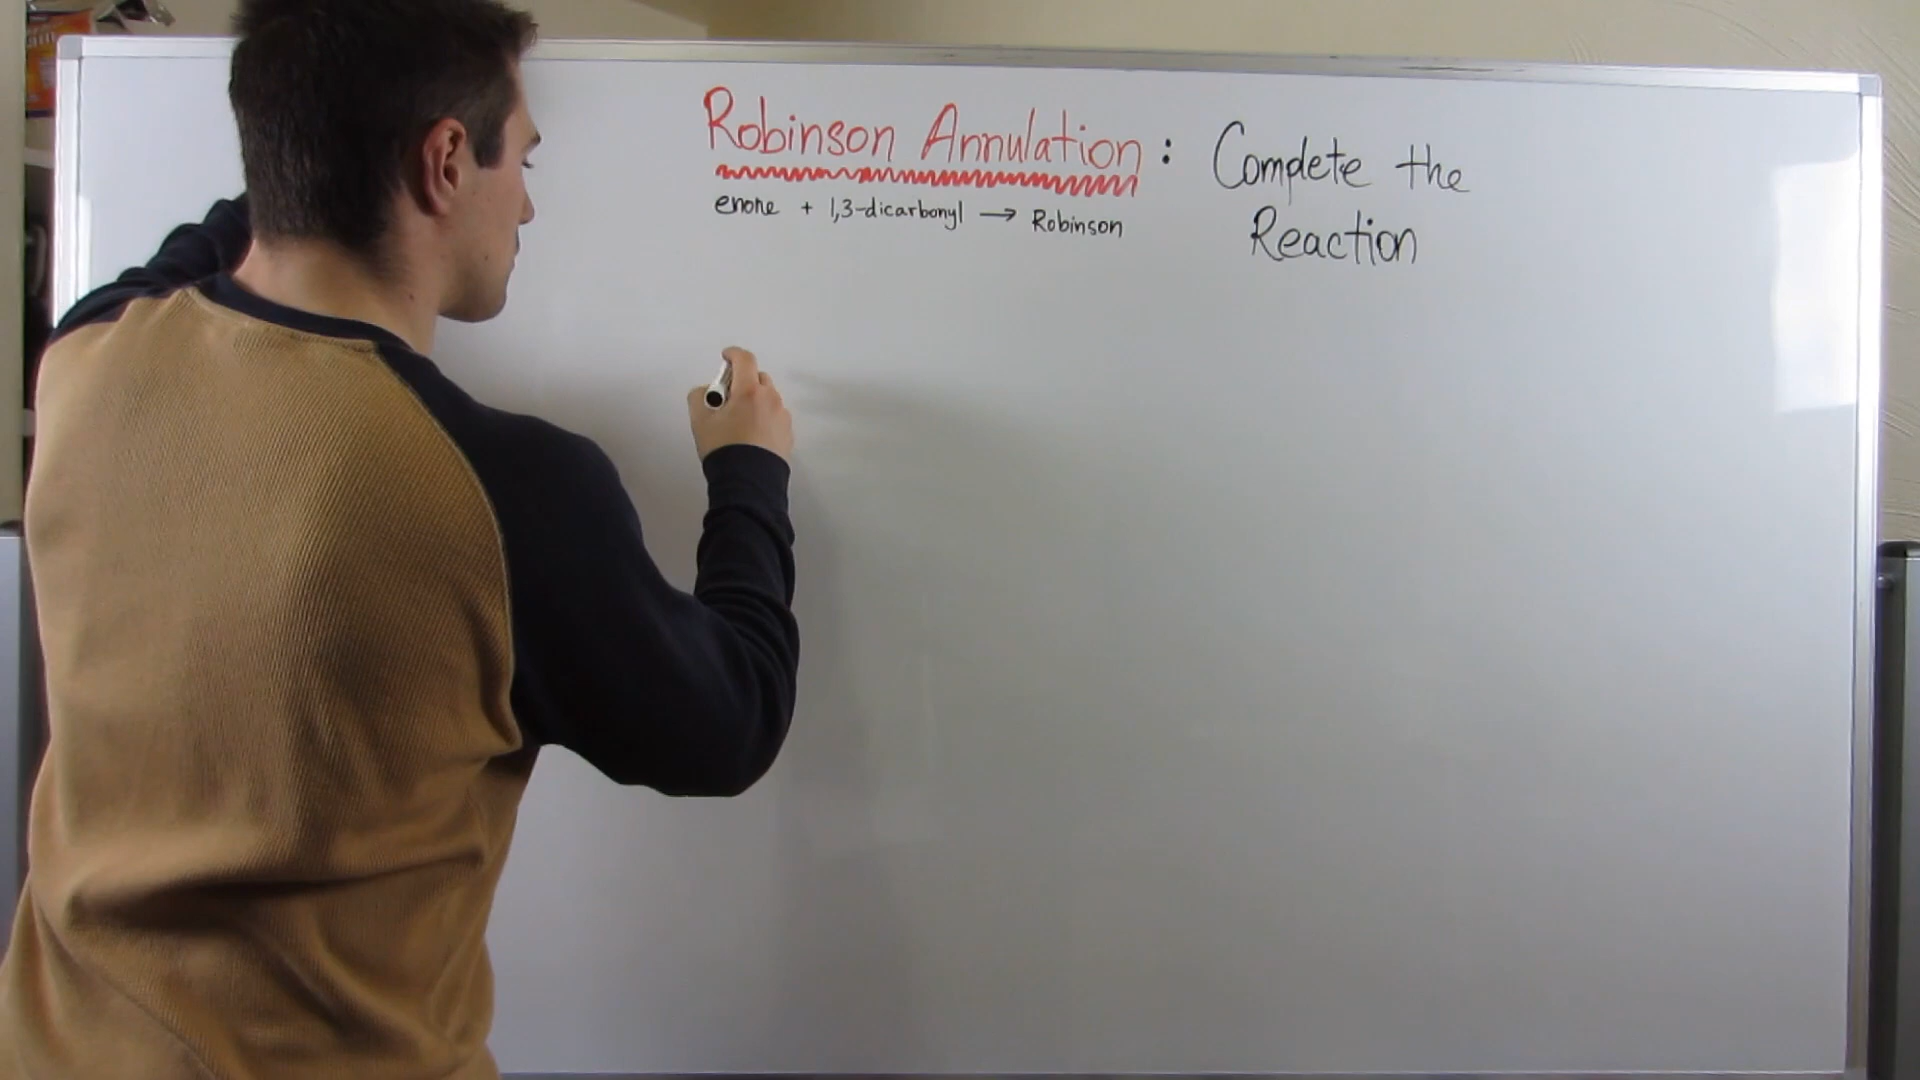 Robinson Annulation : Complete the
Reaction
enone + 1,3-dicarbonyl → Robinson